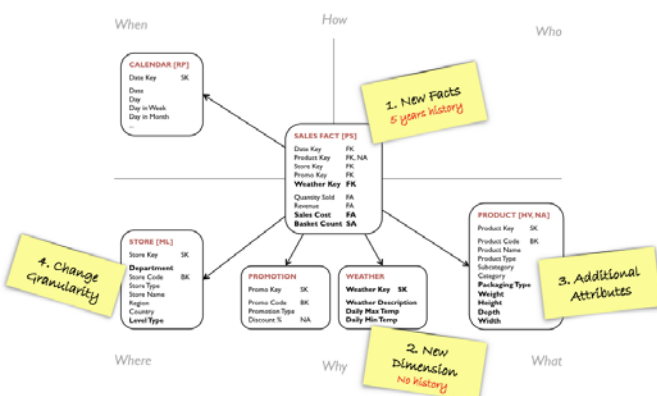 When
How
Who
CALENDAR [RP]
Date Key SK
Date
Day
Day in Week
Day in Month
...
1. New Facts
5 years history
SALES FACT [PS]
Date Key FK
Product Key FK, NA
Store Key FK
Promo Key FK
Weather Key FK
Quantity Sold FA
Revenue FA
Sales Cost FA
Basket Count SA
4. Change
Granularity
STORE [ML]
Store Key SK
Department
Store Code BK
Store Type
Store Name
Region
Country
Level Type
PROMOTION
Promo Key SK
Promo Code BK
Promotion Type
Discount % NA
WEATHER
Weather Key SK
Weather Description
Daily Max Temp
Daily Min Temp
PRODUCT [HV, NA]
Product Key SK
Product Code BK
Product Name
Product Type
Subcategory
Category
Packaging Type
Weight
Height
Depth
Width
3. Additional
Attributes
2. New
Dimension
No history
Where
Why
What